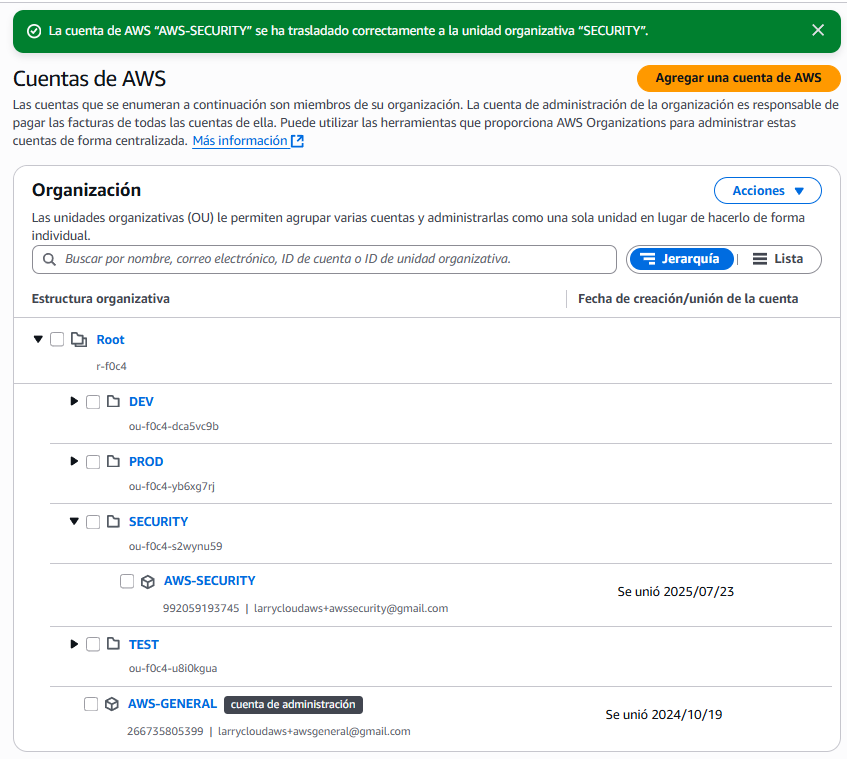 La cuenta de AWS “AWS-SECURITY” se ha trasladado correctamente a la unidad organizativa “SECURITY”.
Cuentas de AWS
Agregar una cuenta de AWS
Las cuentas que se enumeran a continuación son miembros de su organización. La cuenta de administración de la organización es responsable de
pagar las facturas de todas las cuentas de ella. Puede utilizar las herramientas que proporciona AWS Organizations para administrar estas
cuentas de forma centralizada. Más información
Organización
Acciones
Las unidades organizativas (OU) le permiten agrupar varias cuentas y administrarlas como una sola unidad en lugar de hacerlo de forma
individual.
Buscar por nombre, correo electrónico, ID de cuenta o ID de unidad organizativa.
Jerarquía
Lista
Estructura organizativa
Fecha de creación/unión de la cuenta
Root
r-f0c4
DEV
ou-f0c4-dca5vc9b
PROD
ou-f0c4-yb6xg7rj
SECURITY
ou-f0c4-s2wynu59
AWS-SECURITY
992059193745 | larrycloudaws+awssecurity@gmail.com
Se unió 2025/07/23
TEST
ou-f0c4-u8i0kgua
AWS-GENERAL cuenta de administración
266735805399 | larrycloudaws+awsgeneral@gmail.com
Se unió 2024/10/19